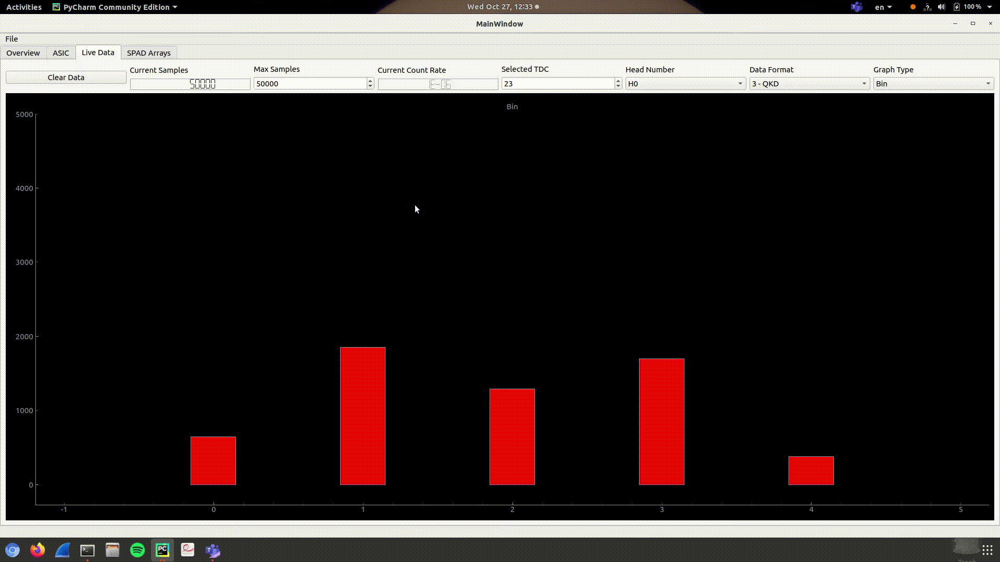 Activities PyCharm Community Edition Wed Oct 27, 12:33 en 100%
MainWindow
File
Overview ASIC Live Data SPAD Arrays
Clear Data
Current Samples Max Samples Current Count Rate Selected TDC Head Number Data Format Graph Type
50000 50000 E-06 23 H0 3 - QKD Bin
Bin
5000
4000
3000
2000
1000
0
-1 0 1 2 3 4 5